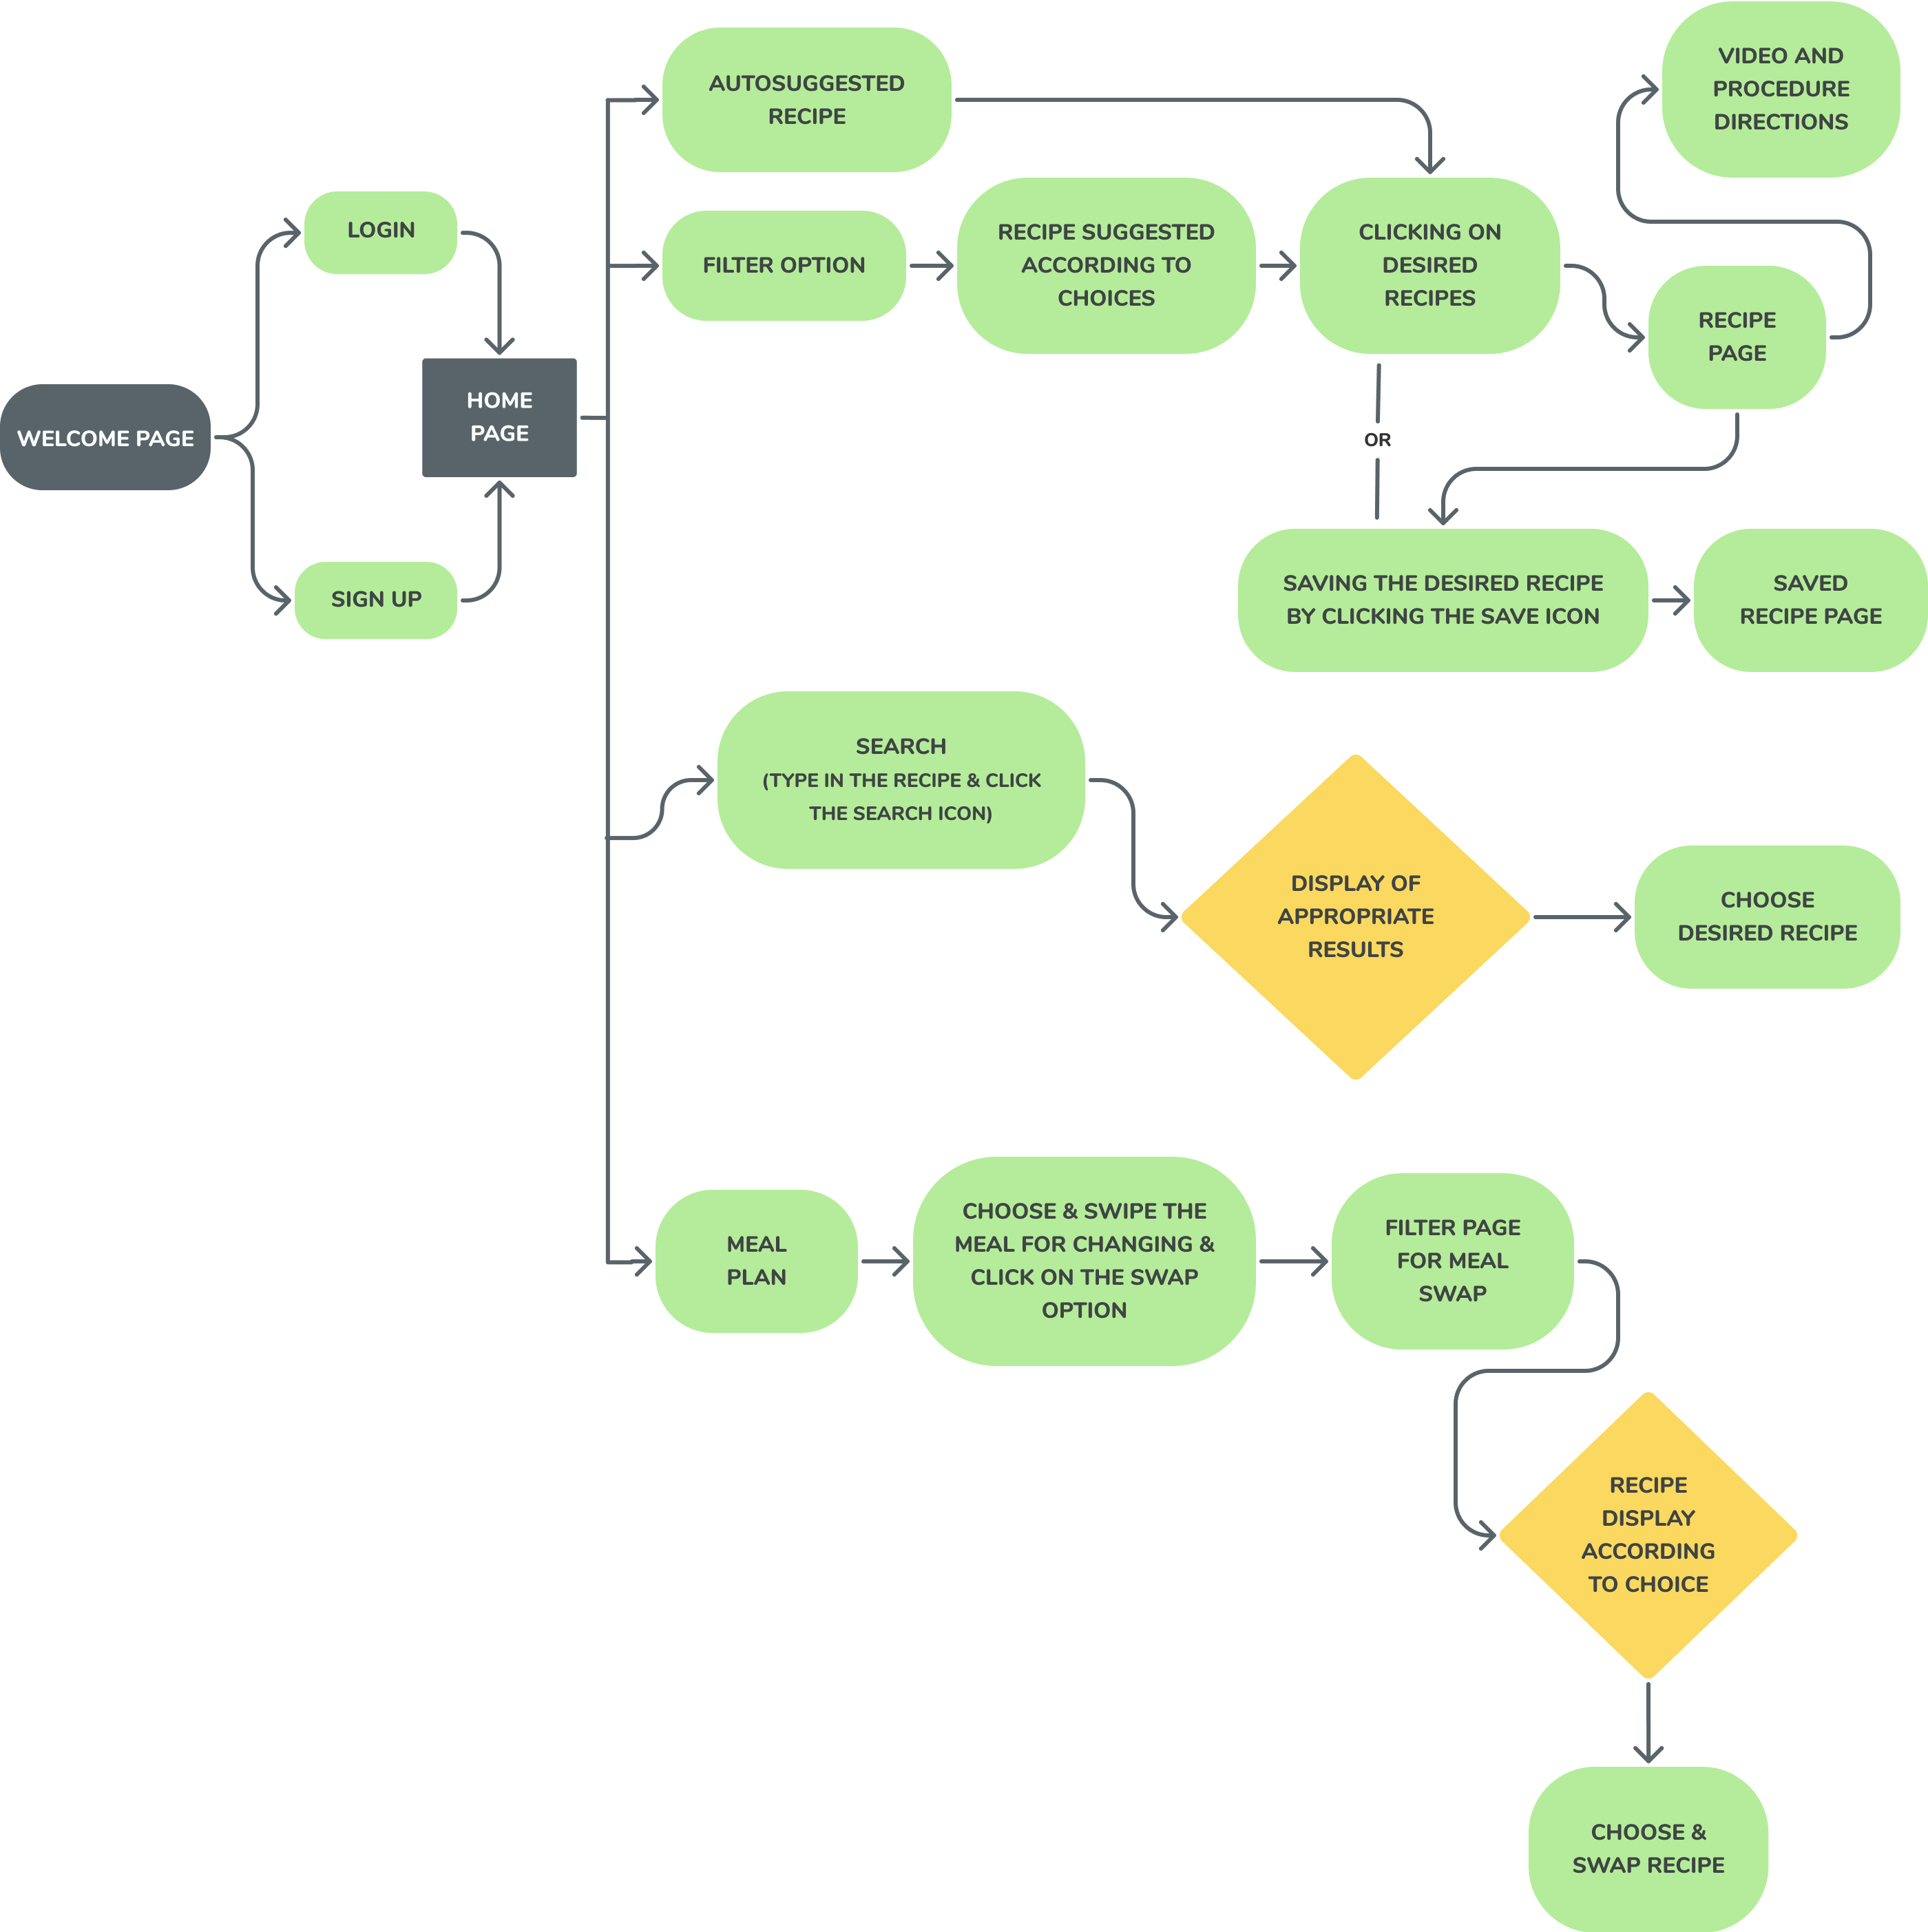 WELCOME PAGE
LOGIN
SIGN UP
HOME
PAGE
AUTOSUGGESTED
RECIPE
FILTER OPTION
RECIPE SUGGESTED
ACCORDING TO
CHOICES
CLICKING ON
DESIRED
RECIPES
VIDEO AND
PROCEDURE
DIRECTIONS
RECIPE
PAGE
OR
SAVING THE DESIRED RECIPE
BY CLICKING THE SAVE ICON
SAVED
RECIPE PAGE
SEARCH
(TYPE IN THE RECIPE & CLICK
THE SEARCH ICON)
DISPLAY OF
APPROPRIATE
RESULTS
CHOOSE
DESIRED RECIPE
MEAL
PLAN
CHOOSE & SWIPE THE
MEAL FOR CHANGING &
CLICK ON THE SWAP
OPTION
FILTER PAGE
FOR MEAL
SWAP
RECIPE
DISPLAY
ACCORDING
TO CHOICE
CHOOSE &
SWAP RECIPE